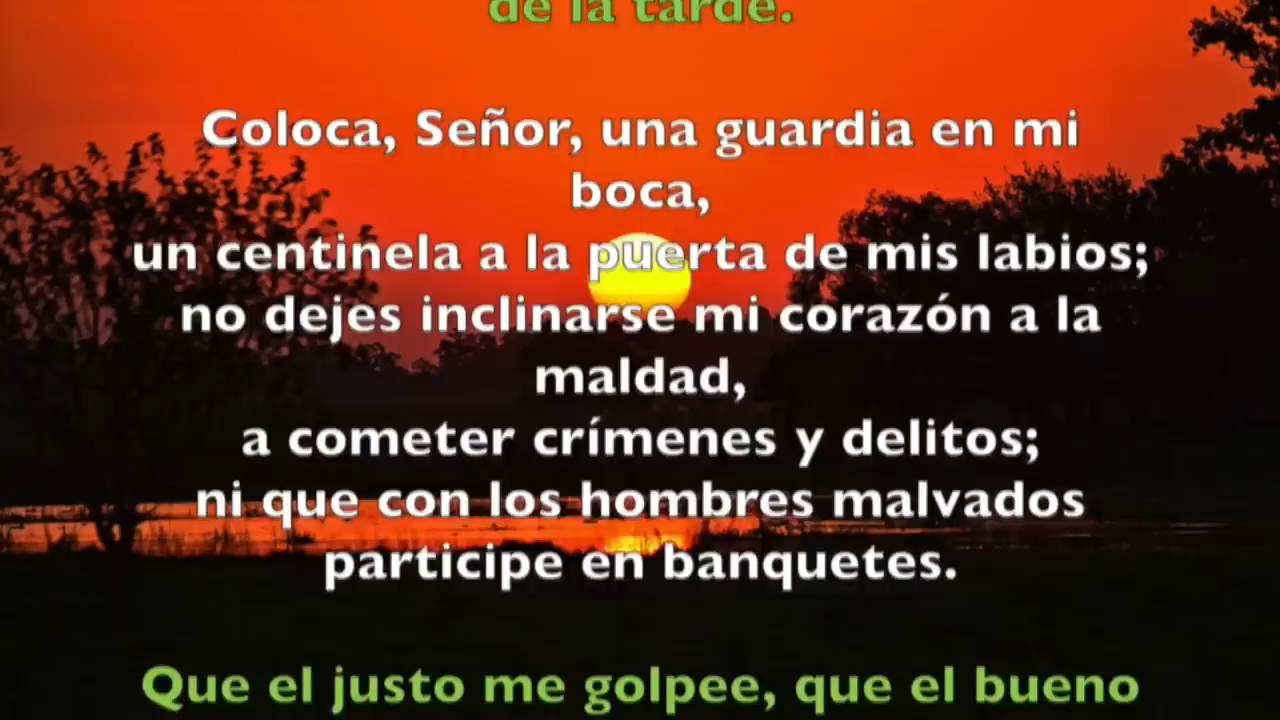 de la tarde.
Coloca, Señor, una guardia en mi
boca,
un centinela a la puerta de mis labios;
no dejes inclinarse mi corazón a la
maldad,
a cometer crímenes y delitos;
ni que con los hombres malvados
participe en banquetes.
Que el justo me golpee, que el bueno